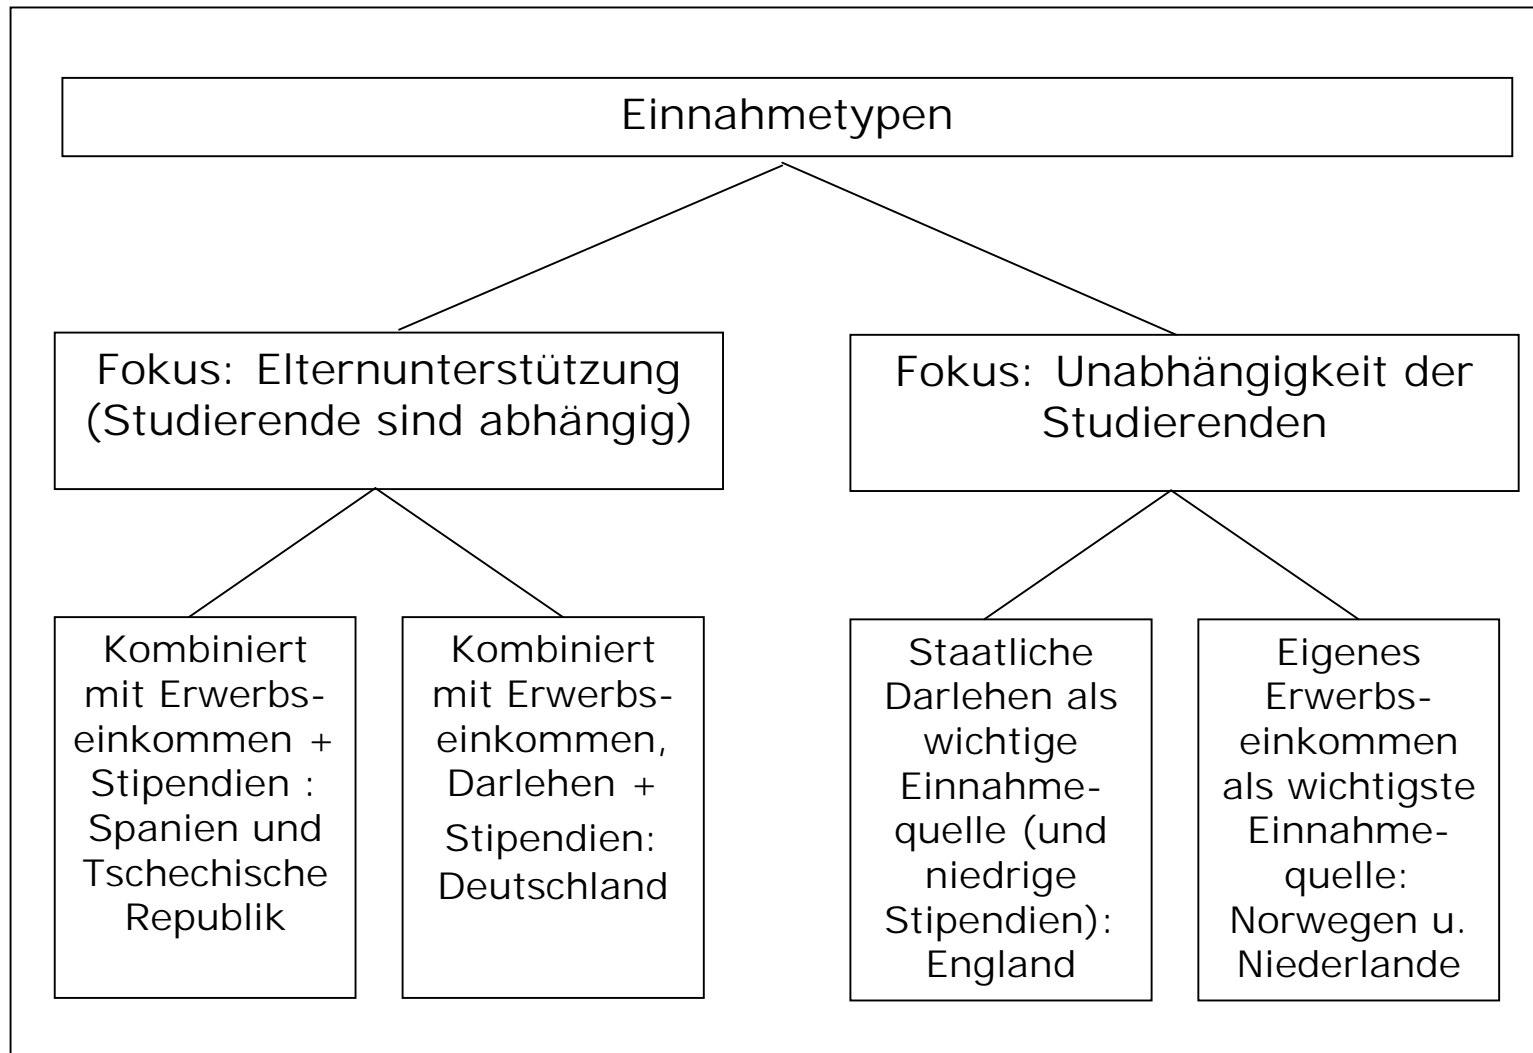 Einnahmetypen
Fokus: Elternunterstützung
(Studierende sind abhängig)
Fokus: Unabhängigkeit der
Studierenden
Kombiniert
mit Erwerbs-
einkommen +
Stipendien :
Spanien und
Tschechische
Republik
Kombiniert
mit Erwerbs-
einkommen,
Darlehen +
Stipendien:
Deutschland
Staatliche
Darlehen als
wichtige
Einnahme-
quelle (und
niedrige
Stipendien):
England
Eigenes
Erwerbs-
einkommen
als wichtigste
Einnahme-
quelle:
Norwegen u.
Niederlande